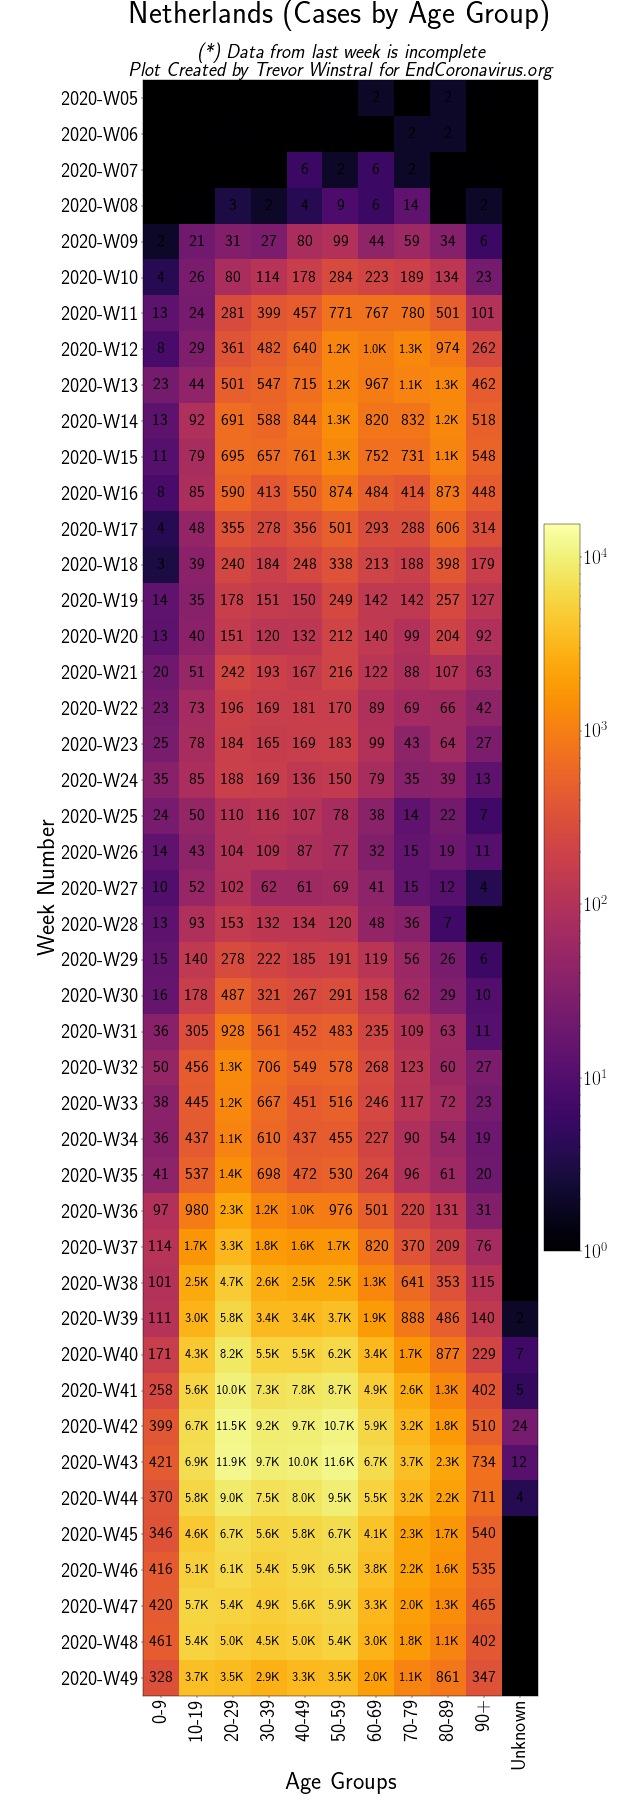 Netherlands (Cases by Age Group)
(*) Data from last week is incomplete
Plot Created by Trevor Winstral for EndCoronavirus.org
2020-W05 2 2
2020-W06 2 2
2020-W07 6 2 6 2
2020-W08 3 2 4 9 6 14 2
2020-W09 2 21 31 27 80 99 44 59 34 6
2020-W10 4 26 80 114 178 284 223 189 134 23
2020-W11 13 24 281 399 457 771 767 780 501 101
2020-W12 8 29 361 482 640 1.2K 1.0K 1.3K 974 262
2020-W13 23 44 501 547 715 1.2K 967 1.1K 1.3K 462
2020-W14 13 92 691 588 844 1.3K 820 832 1.2K 518
2020-W15 11 79 695 657 761 1.3K 752 731 1.1K 548
2020-W16 8 85 590 413 550 874 484 414 873 448
2020-W17 4 48 355 278 356 501 293 288 606 314
2020-W18 3 39 240 184 248 338 213 188 398 179
2020-W19 14 35 178 151 150 249 142 142 257 127
2020-W20 13 40 151 120 132 212 140 99 204 92
2020-W21 20 51 242 193 167 216 122 88 107 63
2020-W22 23 73 196 169 181 170 89 69 66 42
2020-W23 25 78 184 165 169 183 99 43 64 27
2020-W24 35 85 188 169 136 150 79 35 39 13
2020-W25 24 50 110 116 107 78 38 14 22 7
2020-W26 14 43 104 109 87 77 32 15 19 11
2020-W27 10 52 102 62 61 69 41 15 12 4
2020-W28 13 93 153 132 134 120 48 36 7
2020-W29 15 140 278 222 185 191 119 56 26 6
2020-W30 16 178 487 321 267 291 158 62 29 10
2020-W31 36 305 928 561 452 483 235 109 63 11
2020-W32 50 456 1.3K 706 549 578 268 123 60 27
2020-W33 38 445 1.2K 667 451 516 246 117 72 23
2020-W34 36 437 1.1K 610 437 455 227 90 54 19
2020-W35 41 537 1.4K 698 472 530 264 96 61 20
2020-W36 97 980 2.3K 1.2K 1.0K 976 501 220 131 31
2020-W37 114 1.7K 3.3K 1.8K 1.6K 1.7K 820 370 209 76
2020-W38 101 2.5K 4.7K 2.6K 2.5K 2.5K 1.3K 641 353 115
2020-W39 111 3.0K 5.8K 3.4K 3.4K 3.7K 1.9K 888 486 140 2
2020-W40 171 4.3K 8.2K 5.5K 5.5K 6.2K 3.4K 1.7K 877 229 7
2020-W41 258 5.6K 10.0K 7.3K 7.8K 8.7K 4.9K 2.6K 1.3K 402 5
2020-W42 399 6.7K 11.5K 9.2K 9.7K 10.7K 5.9K 3.2K 1.8K 510 24
2020-W43 421 6.9K 11.9K 9.7K 10.0K 11.6K 6.7K 3.7K 2.3K 734 12
2020-W44 370 5.8K 9.0K 7.5K 8.0K 9.5K 5.5K 3.2K 2.2K 711 4
2020-W45 346 4.6K 6.7K 5.6K 5.8K 6.7K 4.1K 2.3K 1.7K 540
2020-W46 416 5.1K 6.1K 5.4K 5.9K 6.5K 3.8K 2.2K 1.6K 535
2020-W47 420 5.7K 5.4K 4.9K 5.6K 5.9K 3.3K 2.0K 1.3K 465
2020-W48 461 5.4K 5.0K 4.5K 5.0K 5.4K 3.0K 1.8K 1.1K 402
2020-W49 328 3.7K 3.5K 2.9K 3.3K 3.5K 2.0K 1.1K 861 347
0-9 10-19 20-29 30-39 40-49 50-59 60-69 70-79 80-89 90+ Unknown
Age Groups
Week Number
10⁴
10³
10²
10¹
10⁰